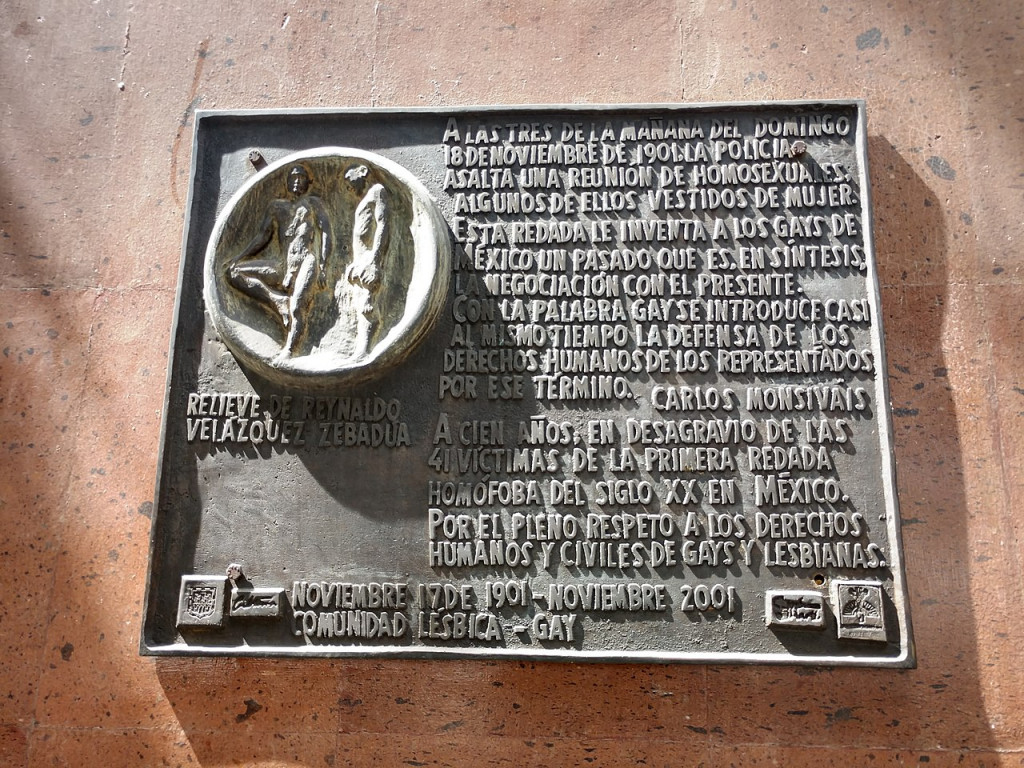 A LAS TRES DE LA MAÑANA DEL DOMINGO
18 DE NOVIEMBRE DE 1901, LA POLICIA
ASALTA UNA REUNION DE HOMOSEXUALES.
ALGUNOS DE ELLOS VESTIDOS DE MUJER.
ESTA REDADA LE INVENTA A LOS GAYS DE
MÉXICO UN PASADO QUE ES, EN SÍNTESIS,
LA NEGOCIACIÓN CON EL PRESENTE.
CON LA PALABRA GAY SE INTRODUCE CASI
AL MISMO TIEMPO LA DEFENSA DE LOS
DERECHOS HUMANOS DE LOS REPRESENTADOS
POR ESE TÉRMINO. CARLOS MONSIVÁIS
RELIEVE DE REYNALDO
VELÁZQUEZ ZEBADUA
A CIEN AÑOS, EN DESAGRAVIO DE LAS
41 VÍCTIMAS DE LA PRIMERA REDADA
HOMÓFOBA DEL SIGLO XX EN MÉXICO.
POR EL PLENO RESPETO A LOS DERECHOS
HUMANOS Y CIVILES DE GAYS Y LESBIANAS.
NOVIEMBRE 17 DE 1901 - NOVIEMBRE 2001
COMUNIDAD LÉSBICA - GAY